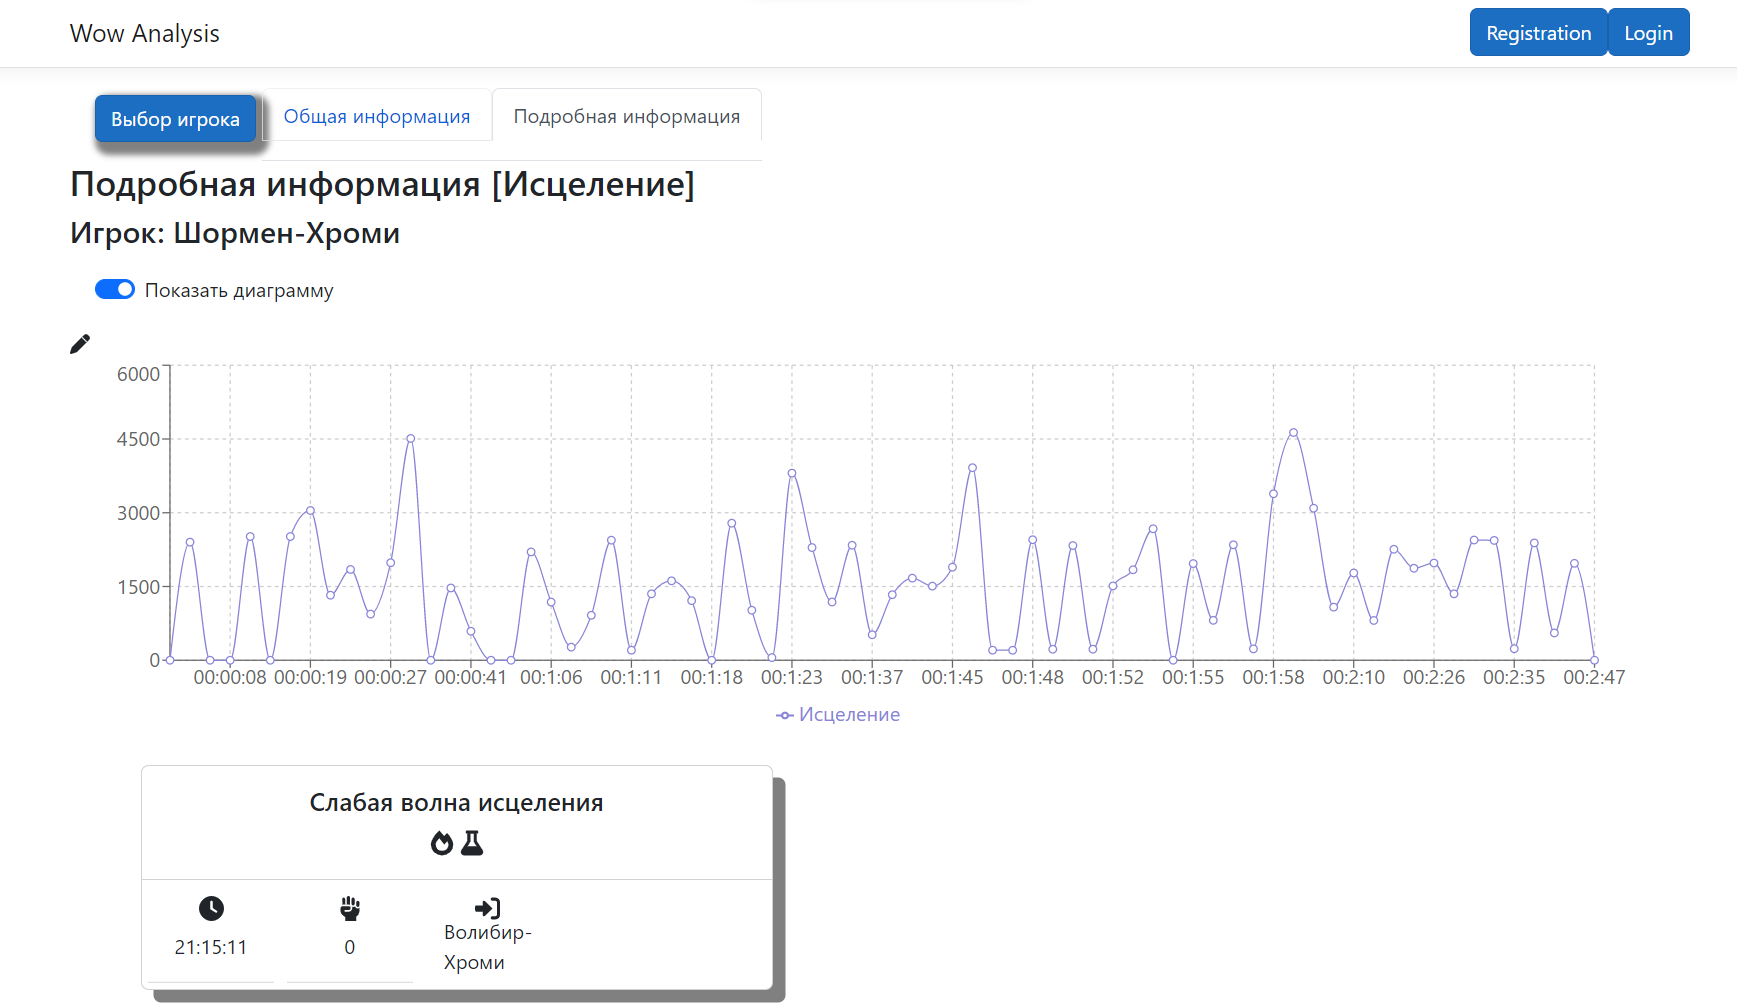 Wow Analysis
Registration
Login
Выбор игрока
Общая информация
Подробная информация
Подробная информация [Исцеление]
Игрок: Шормен-Хроми
Показать диаграмму
6000
4500
3000
1500
0
00:00:08 00:00:19 00:00:27 00:00:41 00:1:06 00:1:11 00:1:18 00:1:23 00:1:37 00:1:45 00:1:48 00:1:52 00:1:55 00:1:58 00:2:10 00:2:26 00:2:35 00:2:47
Исцеление
Слабая волна исцеления
21:15:11
0
Волибир-
Хроми